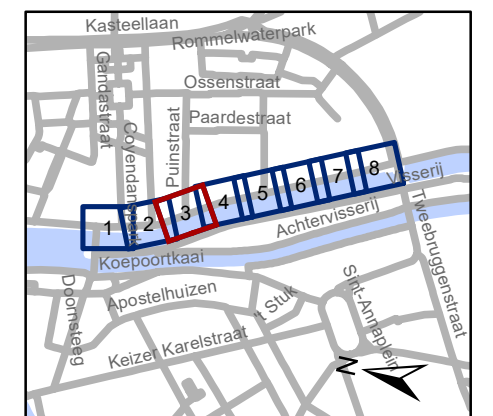 Kasteellaan
Rommelwaterpark
Gandastraat
Ossenstraat
Coyendanspark
Puinstraat
Paardestraat
1
2
3
4
5
6
7
8
Visserij
Achtervisserij
Tweebruggenstraat
Koepoortkaai
Doornsteeg
Apostelhuizen
't Stuk
Sint-Annaplein
Keizer Karelstraat
N